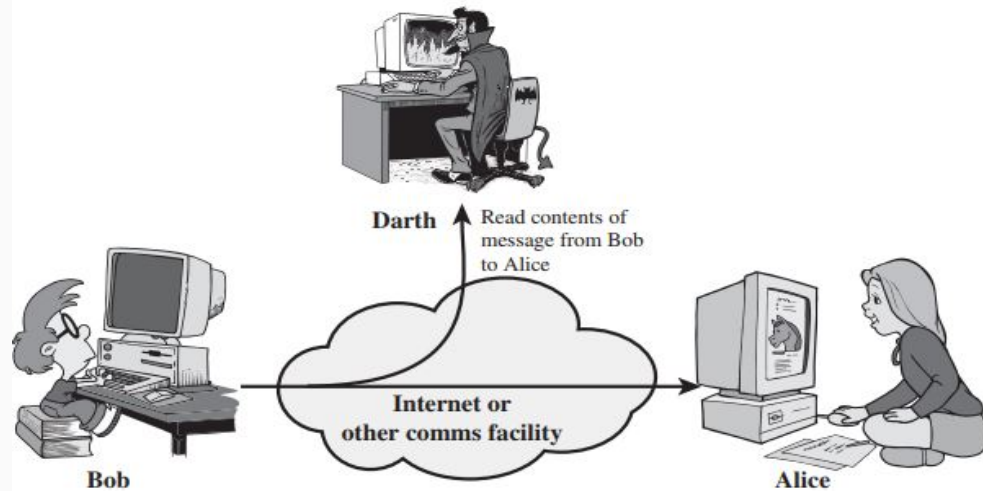 Darth
Read contents of
message from Bob
to Alice
Internet or
other comms facility
Bob
Alice